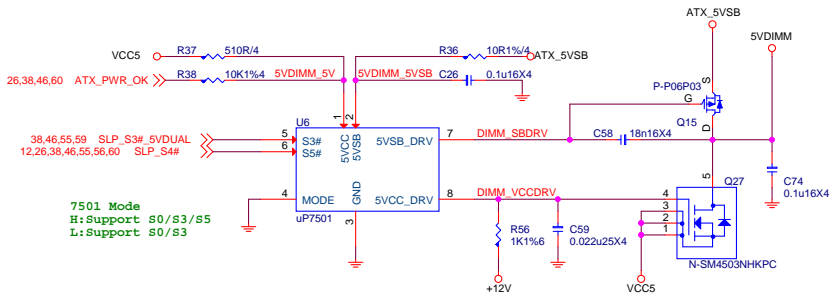 ATX_5VSB
5VDIMM
VCC5
R37
510R/4
R36
10R1%/4
ATX_5VSB
26,38,46,60 ATX_PWR_OK
R38
10K1%4
5VDIMM_5V
5VDIMM_5VSB
C26
0.1u16X4
S
P-P06P03
G
Q15
D
U6
1
2
38,46,55,59 SLP_S3#_5VDUAL
5
S3#
5VCC
5VSB
5VSB_DRV
7
DIMM_SBDRV
C58
18n16X4
12,26,38,46,55,56,60 SLP_S4#
6
S5#
C74
0.1u16X4
7501 Mode
H:Support S0/S3/S5
L:Support S0/S3
4
MODE
GND
5VCC_DRV
8
DIMM_VCCDRV
uP7501
3
5
Q27
4
3
2
1
R56
1K1%6
C59
0.022u25X4
N-SM4503NHKPC
+12V
VCC5